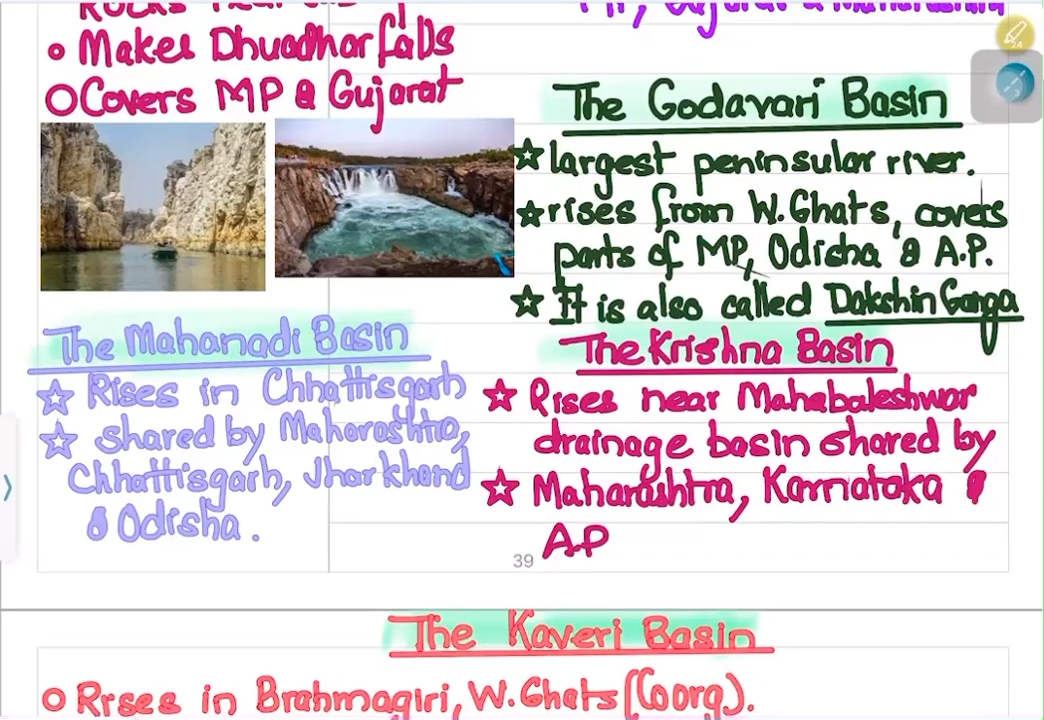 Makes Dhuadhar falls
Covers MP & Gujarat
The Godavari Basin
largest peninsular river.
rises from W.Ghats, covers
parts of MP, Odisha & A.P.
It is also called Dakshin Ganga
The Mahanadi Basin
Rises in Chhattisgarh
shared by Maharashtra,
Chhattisgarh, Jharkhand
& Odisha.
The Krishna Basin
Rises near Mahabaleshwar
drainage basin shared by
Maharashtra, Karnataka &
A.P
39
The Kaveri Basin
Rises in Brahmagiri, W.Ghats (Coorg).